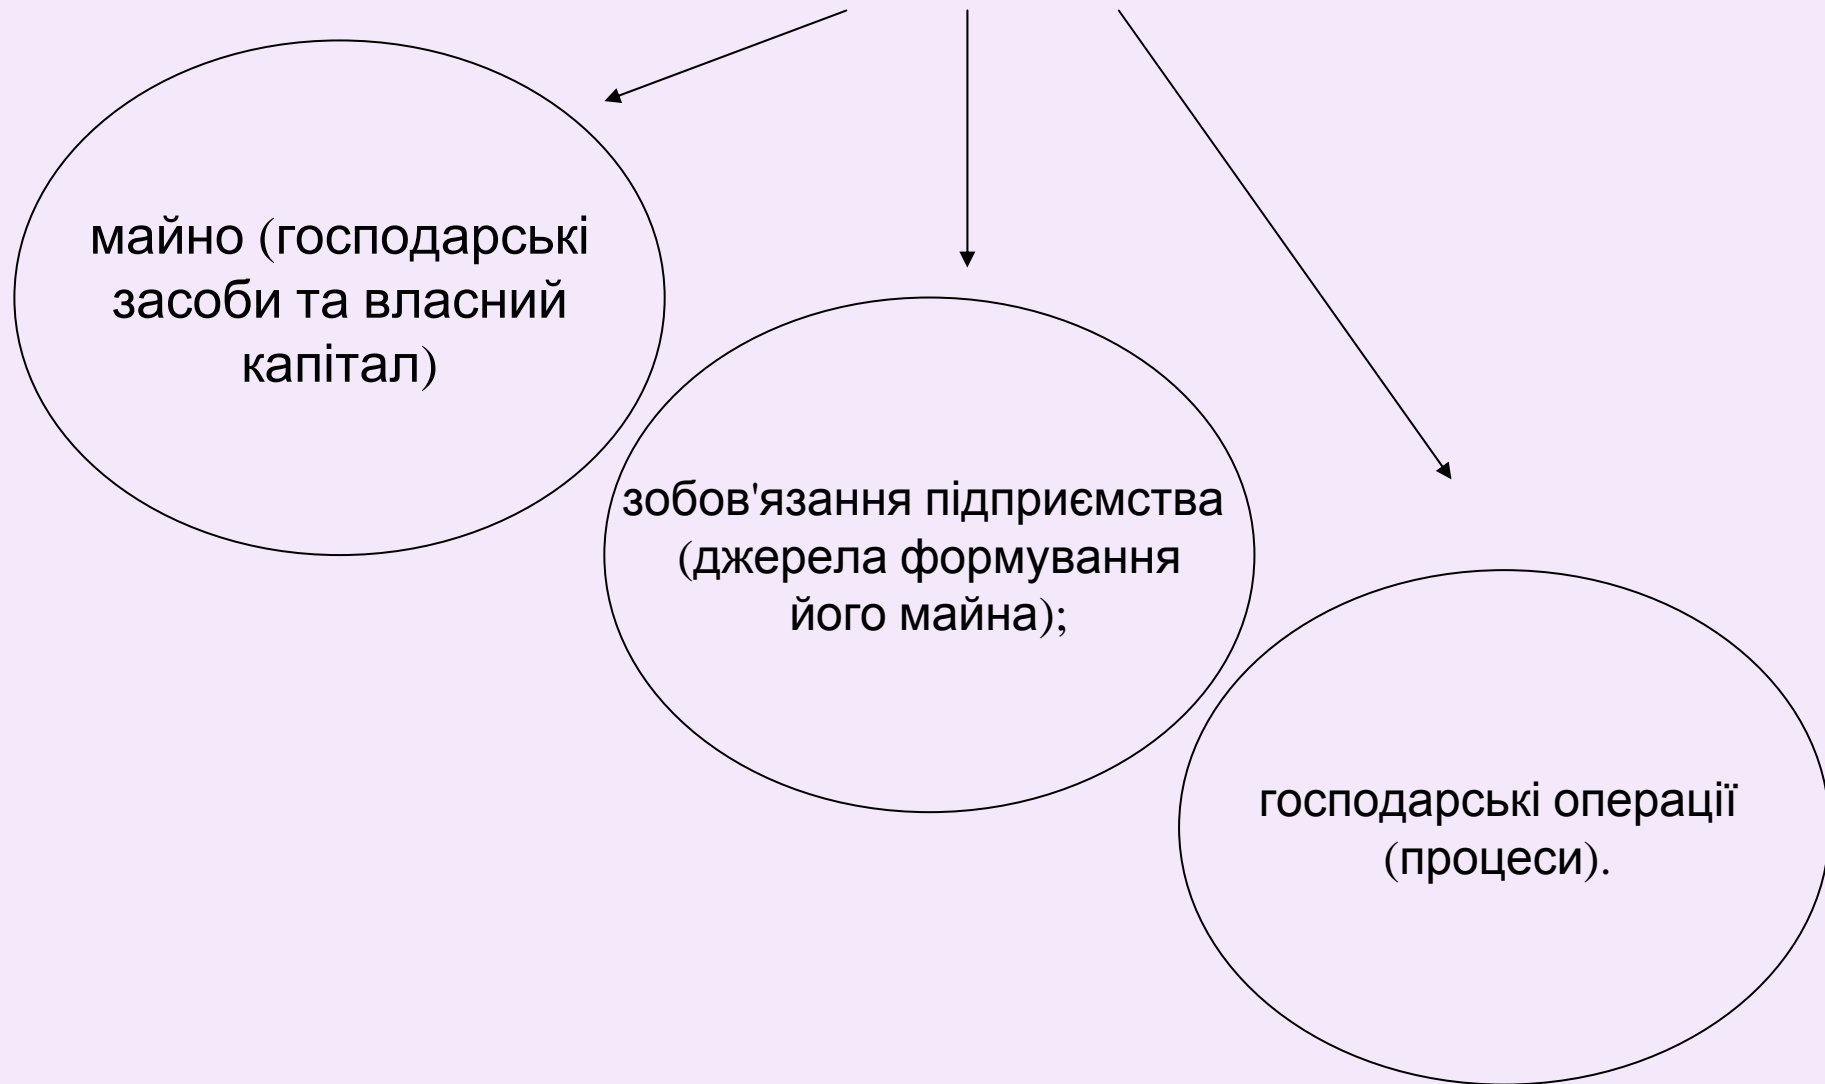 майно (господарські
засоби та власний
капітал)
зобов'язання підприємства
(джерела формування
його майна);
господарські операції
(процеси).